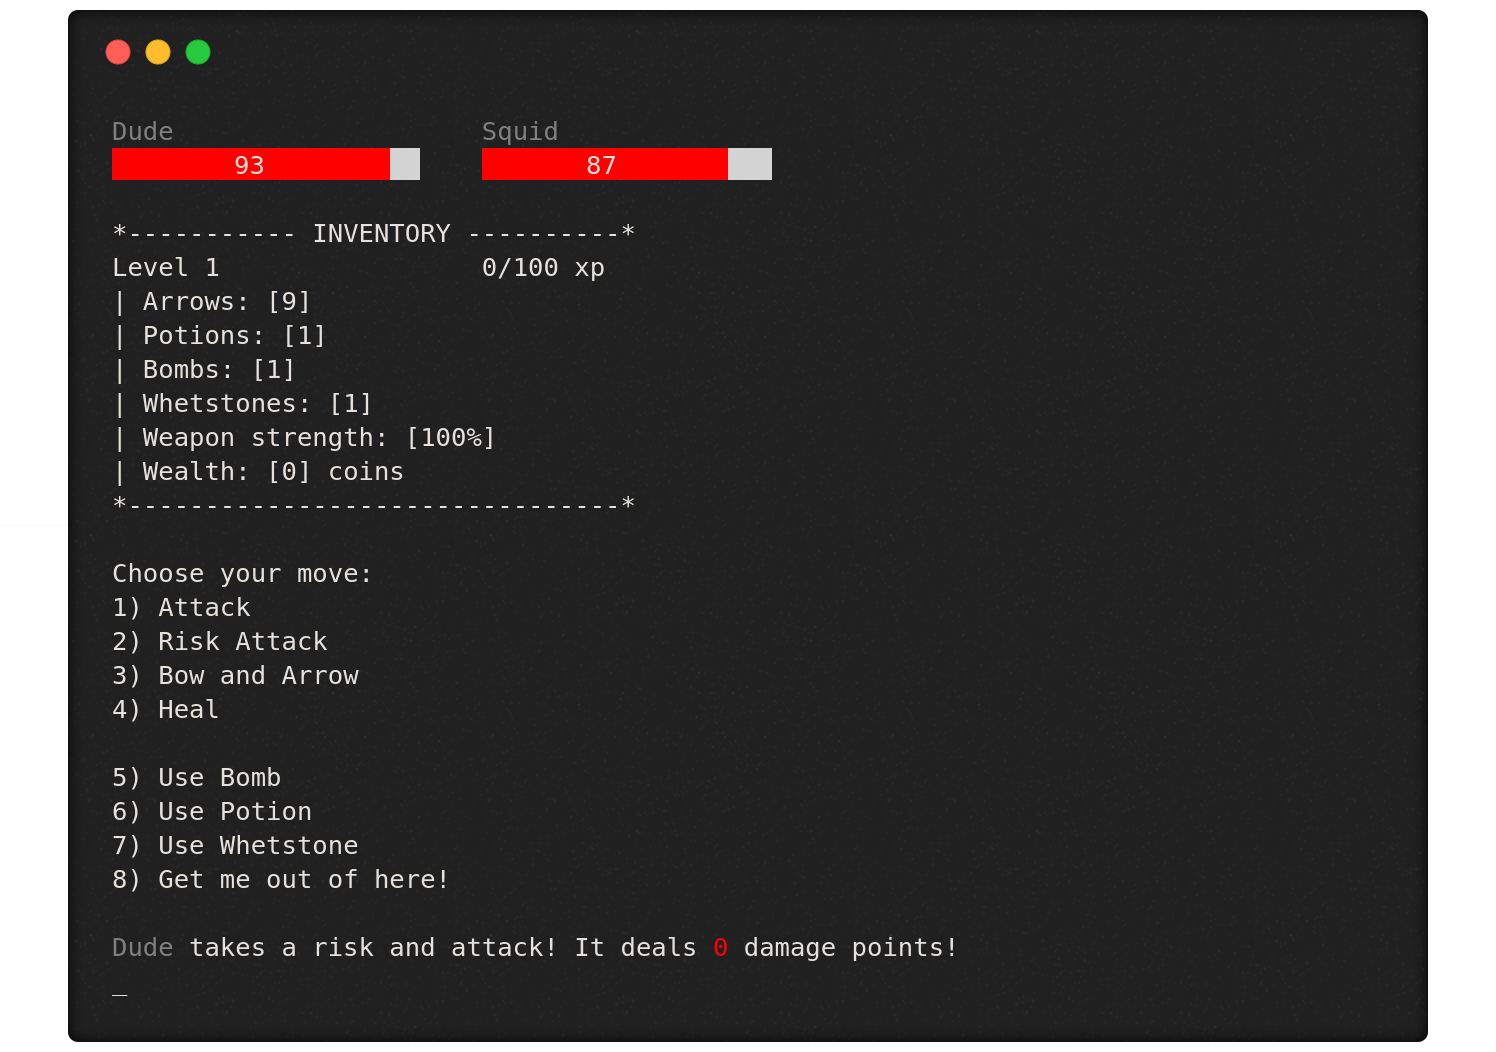 Dude Squid
93 87
*----------- INVENTORY ----------*
Level 1 0/100 xp
| Arrows: [9]
| Potions: [1]
| Bombs: [1]
| Whetstones: [1]
| Weapon strength: [100%]
| Wealth: [0] coins
*--------------------------------*
Choose your move:
1) Attack
2) Risk Attack
3) Bow and Arrow
4) Heal
5) Use Bomb
6) Use Potion
7) Use Whetstone
8) Get me out of here!
Dude takes a risk and attack! It deals 0 damage points!
_